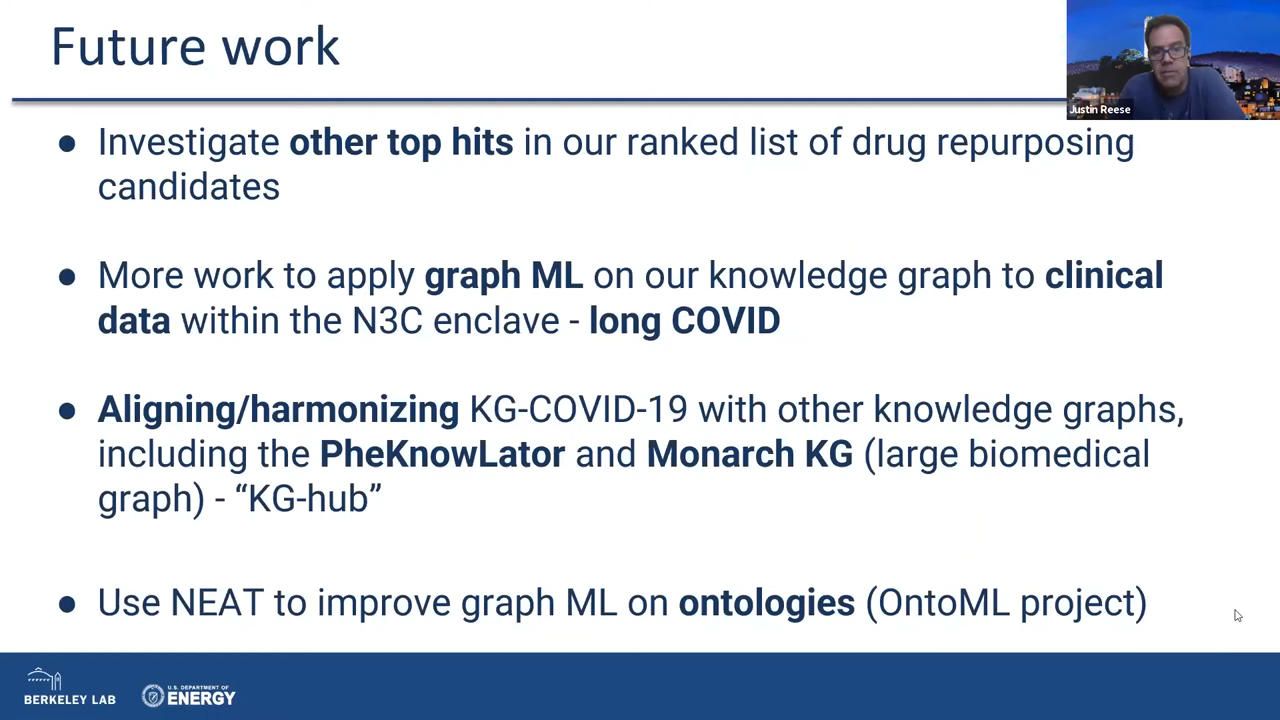 Future work
Justin Reese
● Investigate other top hits in our ranked list of drug repurposing
candidates
● More work to apply graph ML on our knowledge graph to clinical
data within the N3C enclave - long COVID
● Aligning/harmonizing KG-COVID-19 with other knowledge graphs,
including the PheKnowLator and Monarch KG (large biomedical
graph) - “KG-hub”
● Use NEAT to improve graph ML on ontologies (OntoML project)
BERKELEY LAB
U.S. DEPARTMENT OF
ENERGY